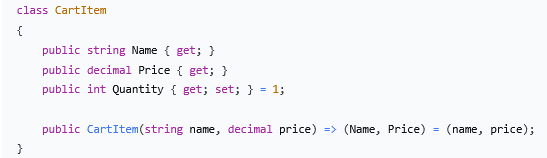 class CartItem
{
    public string Name { get; }
    public decimal Price { get; }
    public int Quantity { get; set; } = 1;

    public CartItem(string name, decimal price) => (Name, Price) = (name, price);
}